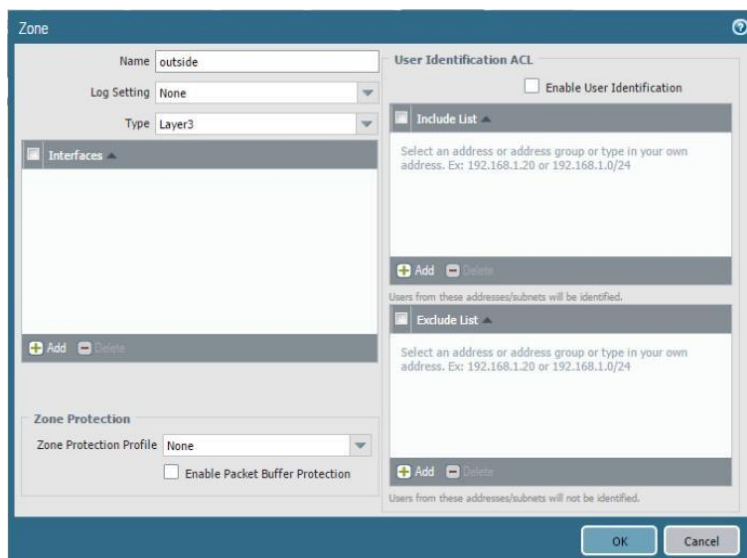 Zone
Name outside
Log Setting None
Type Layer3
Interfaces
Add Delete
Zone Protection
Zone Protection Profile None
Enable Packet Buffer Protection
User Identification ACL
Enable User Identification
Include List
Select an address or address group or type in your own
address. Ex: 192.168.1.20 or 192.168.1.0/24
Add Delete
Users from these addresses/subnets will be identified.
Exclude List
Select an address or address group or type in your own
address. Ex: 192.168.1.20 or 192.168.1.0/24
Add Delete
Users from these addresses/subnets will not be identified.
OK Cancel